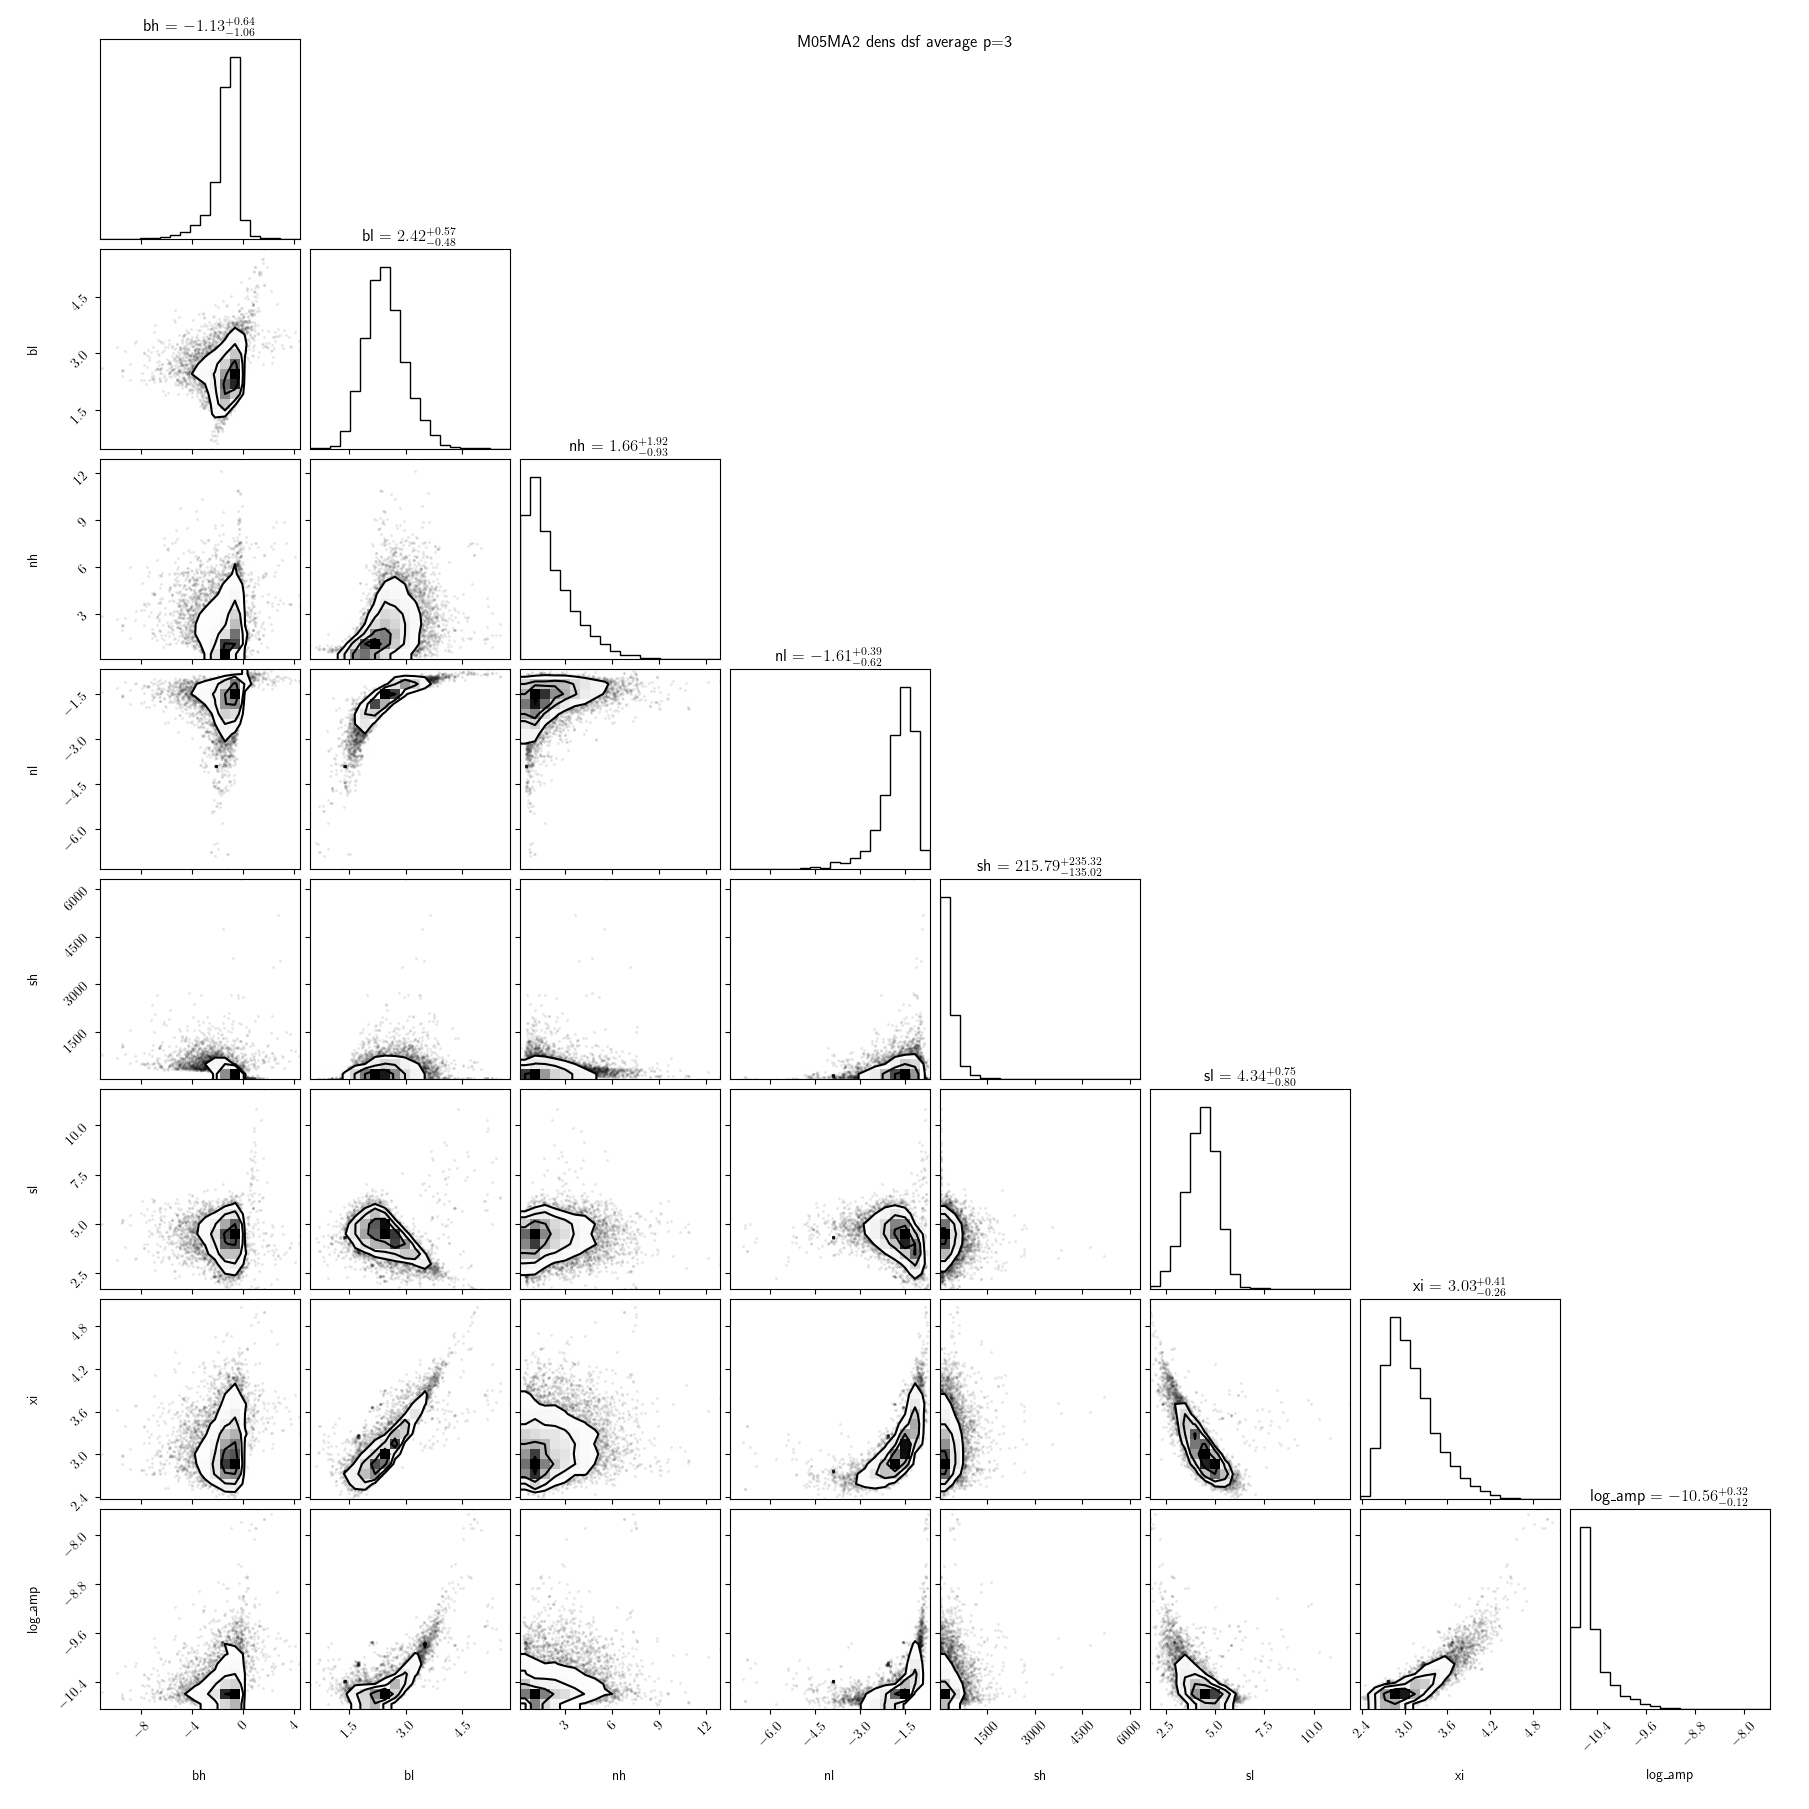 M05MA2 dens dsf average p=3
bh = −1.13+0.64 −1.06
bl = 2.42+0.57 −0.48
bl
4.5
3.0
1.5
nh = 1.66+1.92 −0.93
nh
12
9
6
3
nl = −1.61+0.39 −0.62
nl
−1.5
−3.0
−4.5
−6.0
sh = 215.79+235.32 −135.02
sh
6000
4500
3000
1500
sl = 4.34+0.75 −0.80
sl
10.0
7.5
5.0
2.5
xi = 3.03+0.41 −0.26
xi
4.8
4.2
3.6
3.0
2.4
log_amp = −10.56+0.32 −0.12
log_amp
−8.0
−8.8
−9.6
−10.4
−8 −4 0 4
1.5 3.0 4.5
3 6 9 12
−6.0 −4.5 −3.0 −1.5
1500 3000 4500 6000
2.5 5.0 7.5 10.0
2.4 3.0 3.6 4.2 4.8
−10.4 −9.6 −8.8 −8.0
bh bl nh nl sh sl xi log_amp